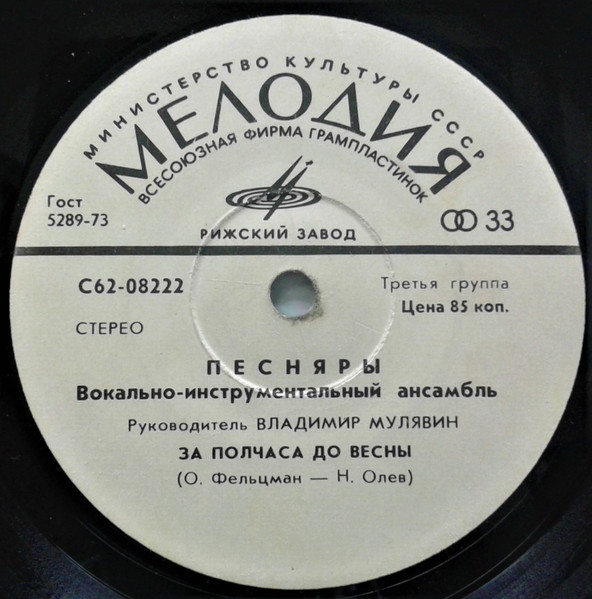 МИНИСТЕРСТВО КУЛЬТУРЫ СССР
МЕЛОДИЯ
ВСЕСОЮЗНАЯ ФИРМА ГРАМПЛАСТИНОК
Гост
5289-73
РИЖСКИЙ ЗАВОД
33
С62-08222
Третья группа
Цена 85 коп.
СТЕРЕО
ПЕСНЯРЫ
Вокально-инструментальный ансамбль
Руководитель ВЛАДИМИР МУЛЯВИН
ЗА ПОЛЧАСА ДО ВЕСНЫ
(О. Фельцман — Н. Олев)